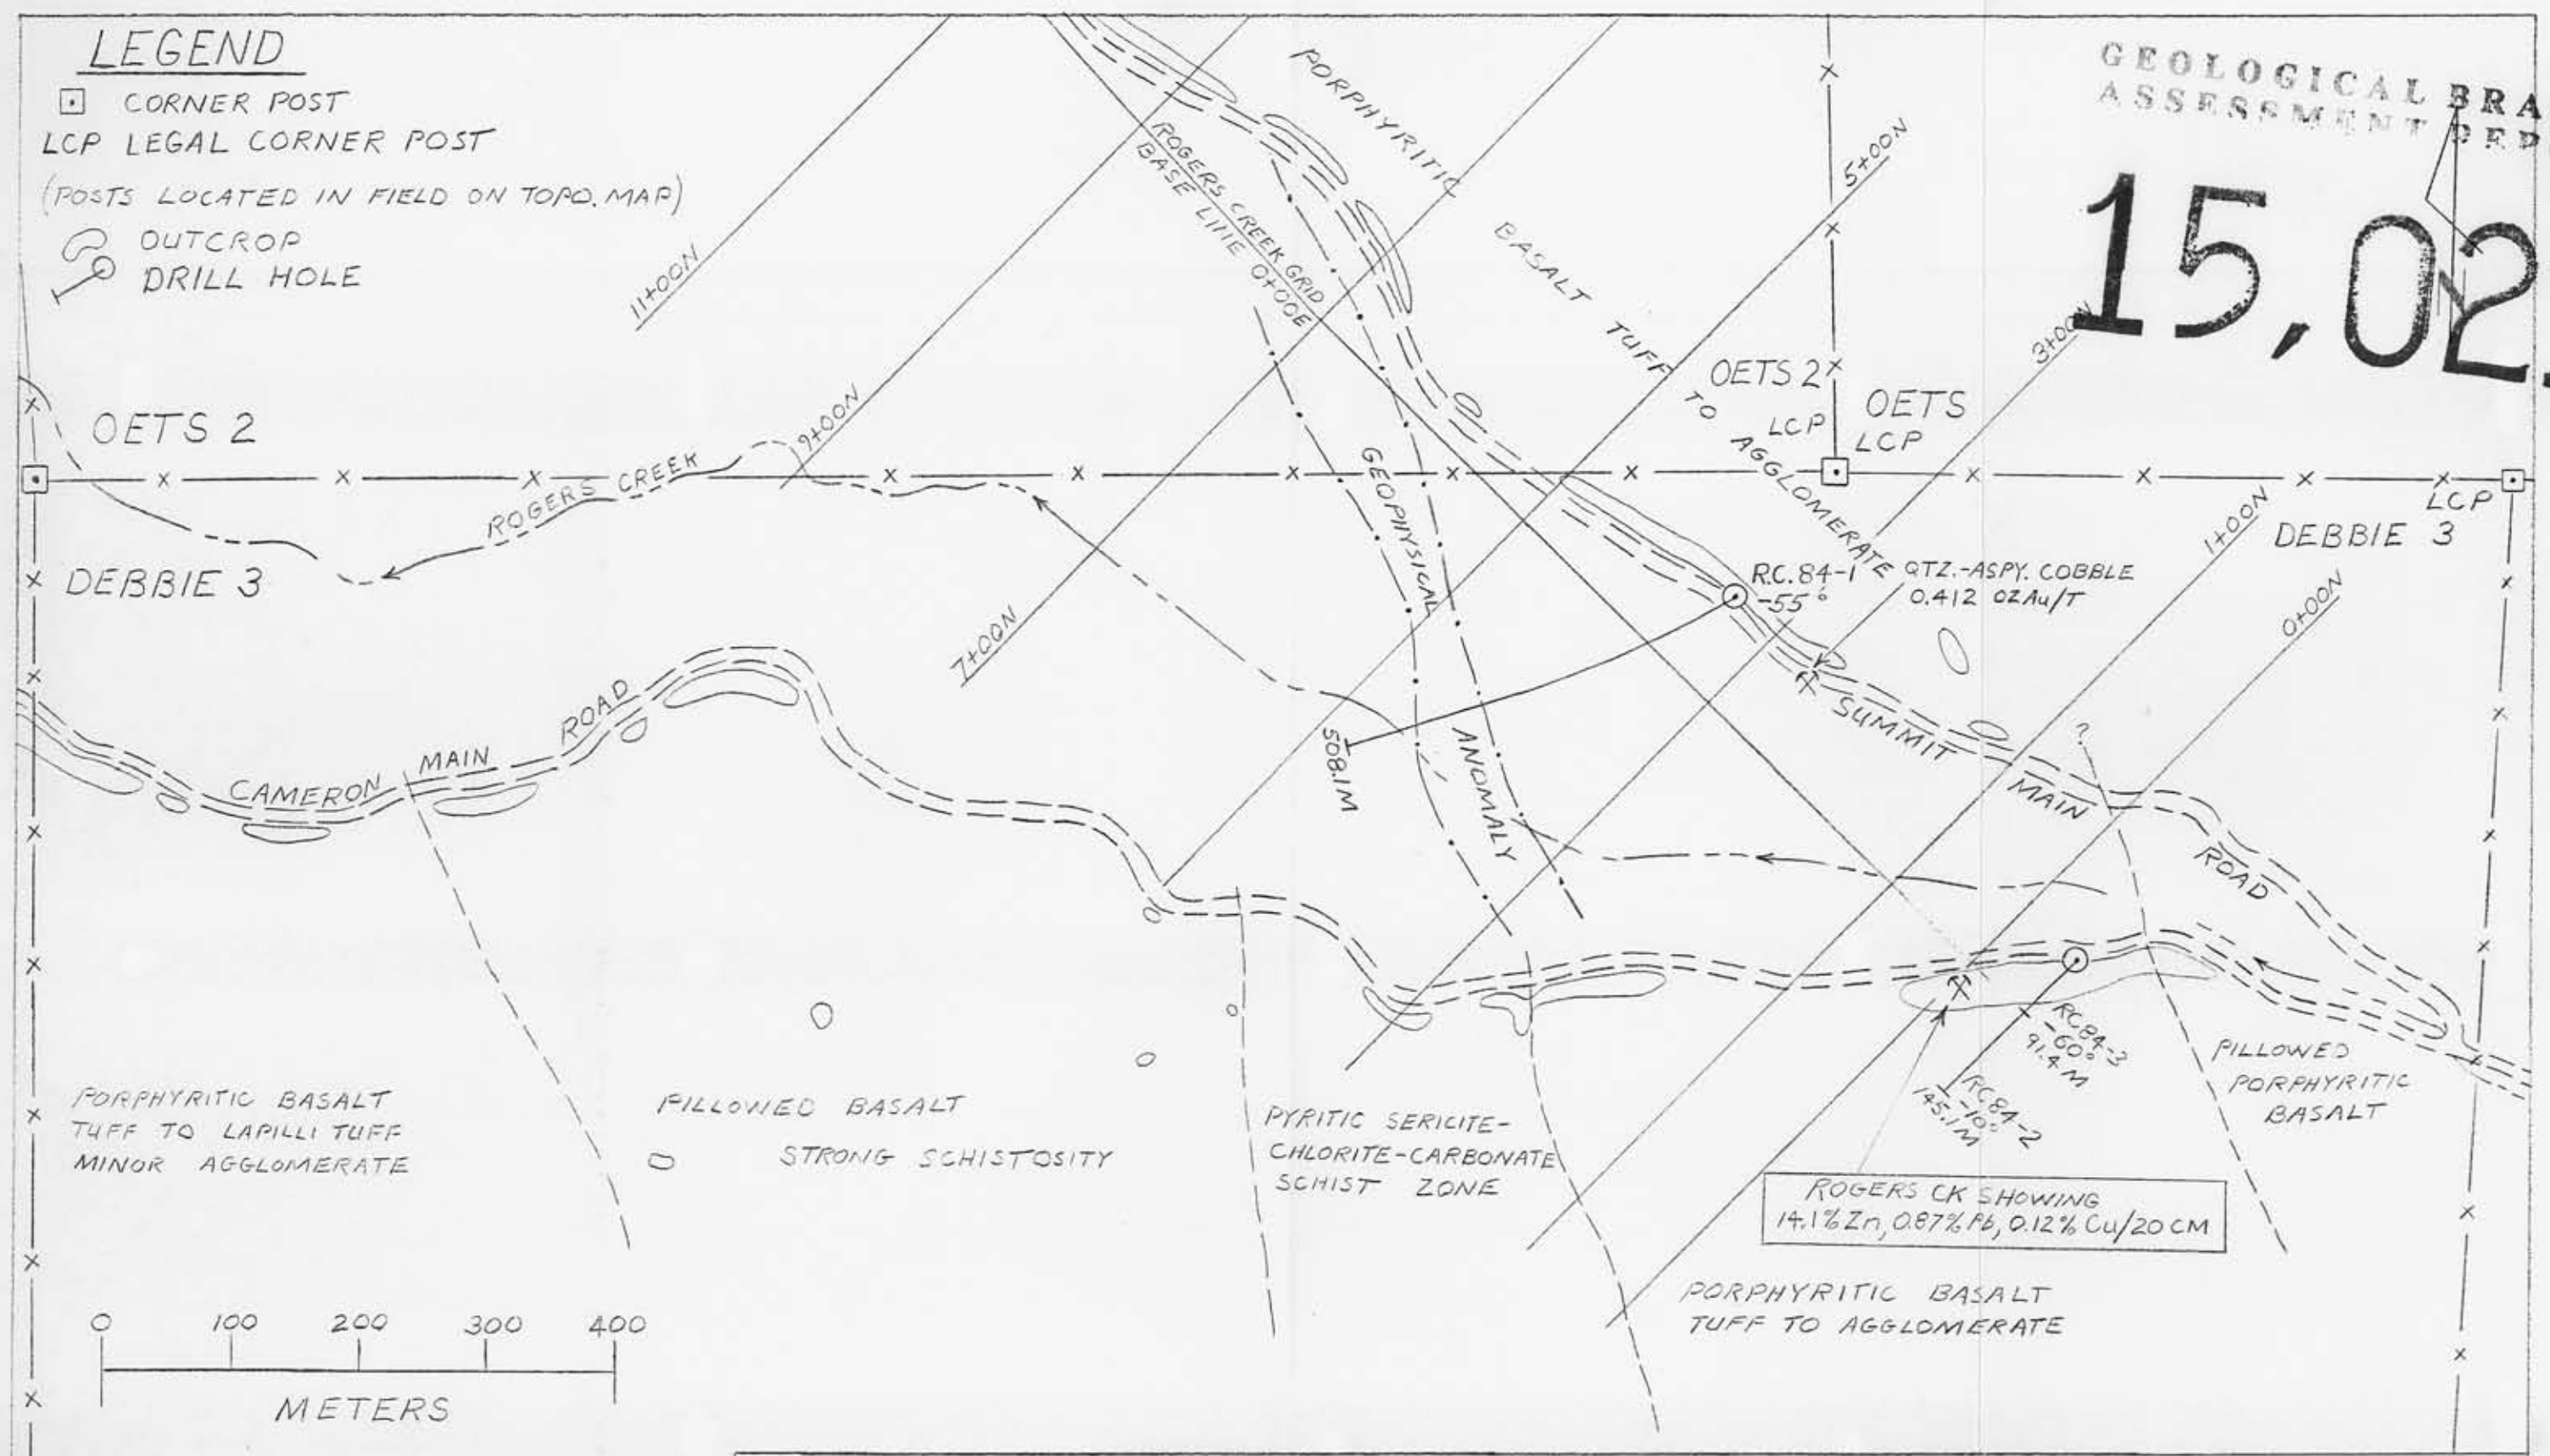 LEGEND
CORNER POST
LCP LEGAL CORNER POST
(POSTS LOCATED IN FIELD ON TOPO. MAP)
OUTCROP
DRILL HOLE
GEOLOGICAL BRA
ASSESSMENT REP
15,02
PORPHYRITIC BASALT TUFF TO AGGLOMERATE
ROGERS CREEK GRID
BASE LINE 0+00E
11+00N
9+00N
7+00N
5+00N
3+00N
1+00N
0+00N
OETS 2
OETS 2
LCP
OETS
LCP
LCP
DEBBIE 3
DEBBIE 3
ROGERS CREEK
GEOPHYSICAL ANOMALY
R.C. 84-1
-55°
508.1M
QTZ.-ASPY. COBBLE
0.412 OZ Au/T
SUMMIT MAIN ROAD
?
CAMERON MAIN ROAD
RC84-3
-60°
91.4 M
RC84-2
-10°
145.1M
PILLOWED
PORPHYRITIC
BASALT
PORPHYRITIC BASALT
TUFF TO LAPILLI TUFF
MINOR AGGLOMERATE
PILLOWED BASALT
STRONG SCHISTOSITY
PYRITIC SERICITE-
CHLORITE-CARBONATE
SCHIST ZONE
ROGERS CK SHOWING
14.1% Zn, 0.87% Pb, 0.12% Cu/20 CM
PORPHYRITIC BASALT
TUFF TO AGGLOMERATE
0 100 200 300 400
METERS